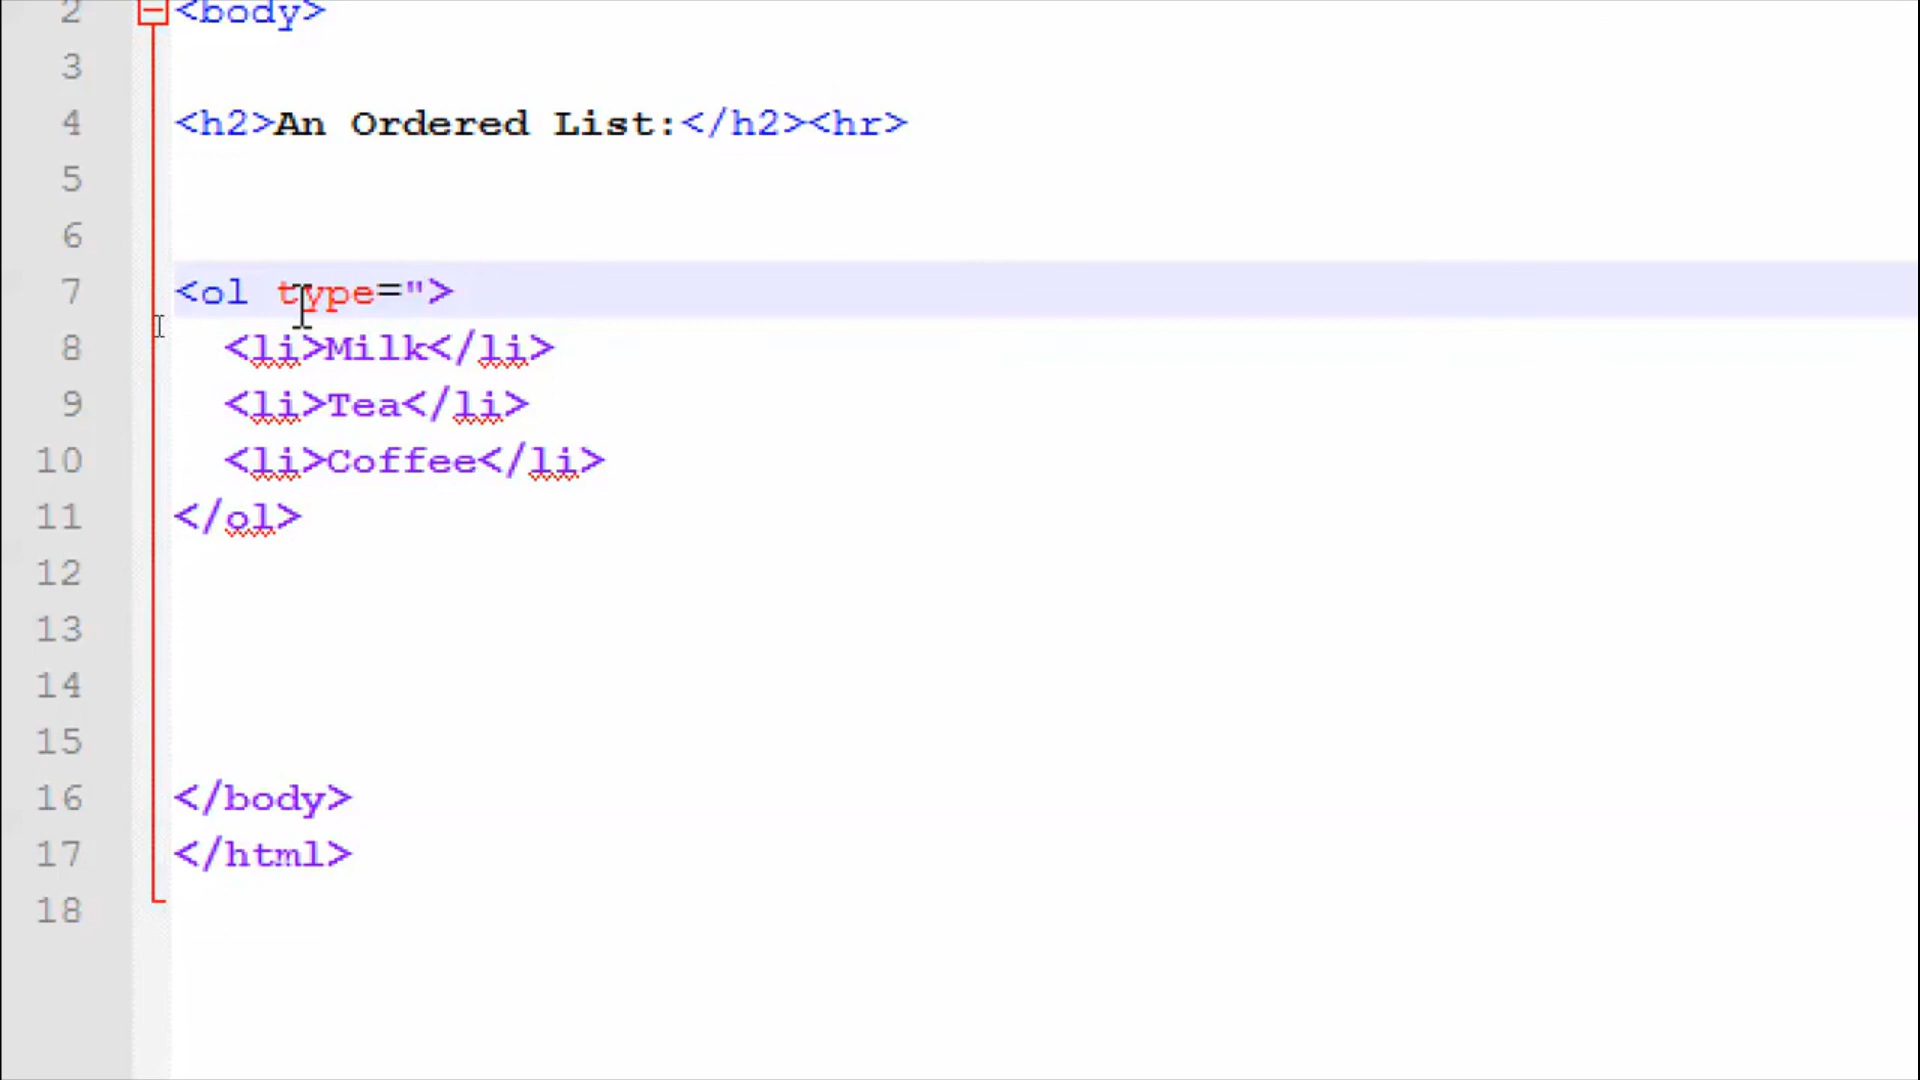 2 <body>
3
4 <h2>An Ordered List:</h2><hr>
5
6
7 <ol type=">
8 <li>Milk</li>
9 <li>Tea</li>
10 <li>Coffee</li>
11 </ol>
12
13
14
15
16 </body>
17 </html>
18